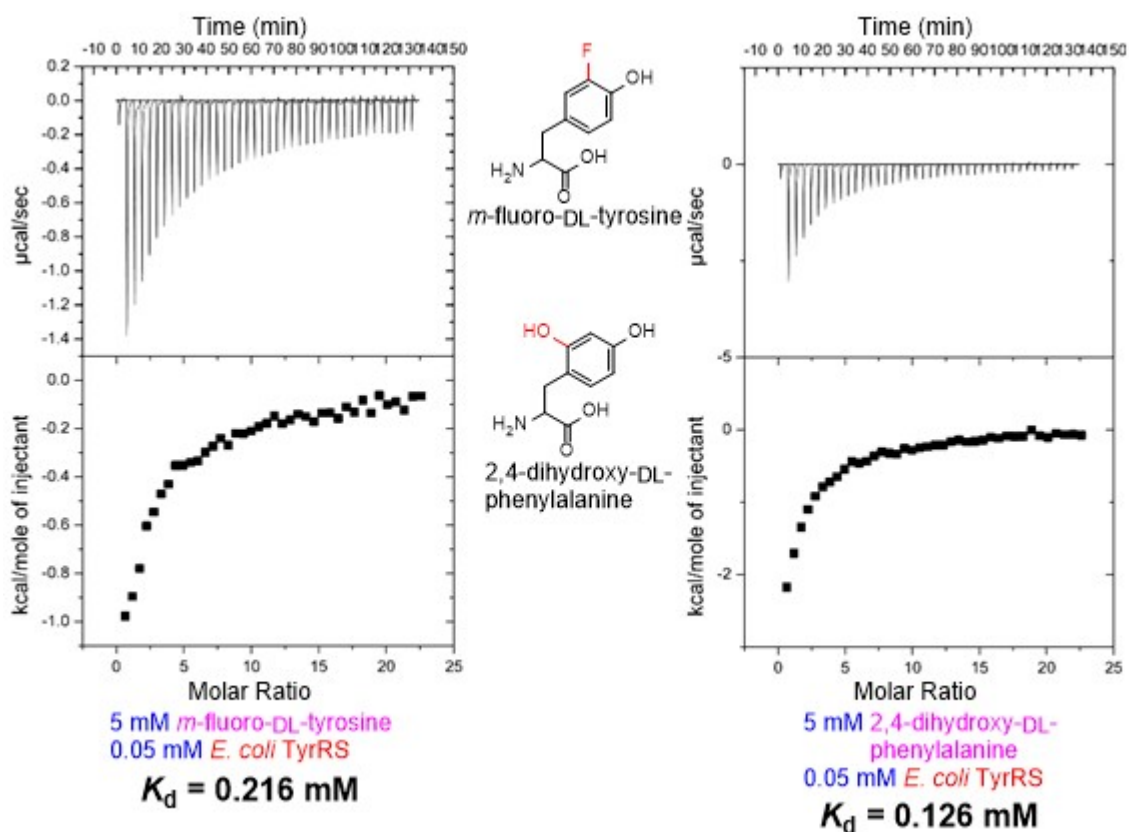 Time (min)
-10 0 10 20 30 40 50 60 70 80 90 100 110 120 130 140 150
0.2
0.0
-0.2
-0.4
-0.6
-0.8
-1.0
-1.2
-1.4
µcal/sec
0.0
-0.2
-0.4
-0.6
-0.8
-1.0
kcal/mole of injectant
0 5 10 15 20 25
Molar Ratio
5 mM m-fluoro-DL-tyrosine
0.05 mM E. coli TyrRS
Kd = 0.216 mM
F
OH
H2N
OH
O
m-fluoro-DL-tyrosine
HO
OH
H2N
OH
O
2,4-dihydroxy-DL-
phenylalanine
Time (min)
-10 0 10 20 30 40 50 60 70 80 90 100 110 120 130 140 150
0
-5
µcal/sec
0
-2
kcal/mole of injectant
0 5 10 15 20 25
Molar Ratio
5 mM 2,4-dihydroxy-DL-
phenylalanine
0.05 mM E. coli TyrRS
Kd = 0.126 mM